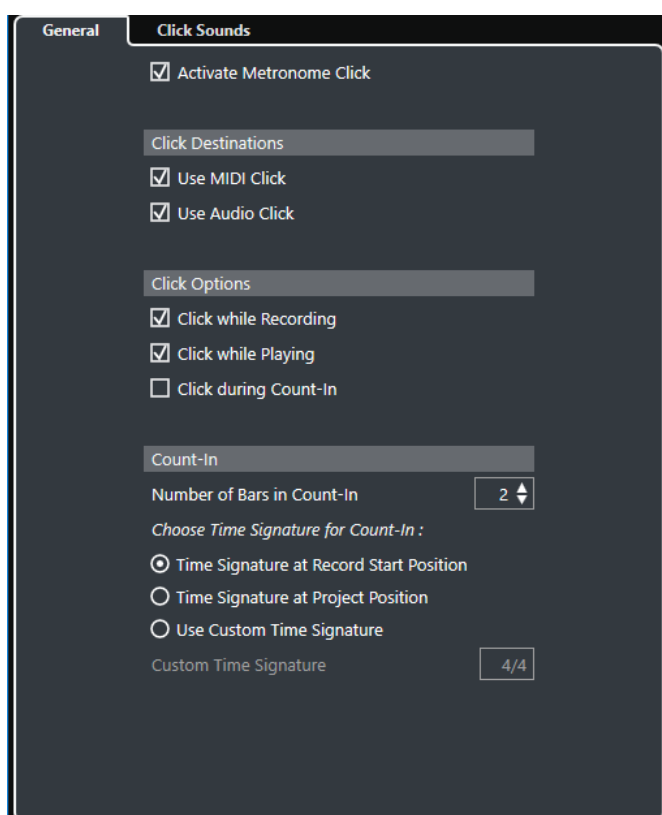 General
Click Sounds
Activate Metronome Click
Click Destinations
Use MIDI Click
Use Audio Click
Click Options
Click while Recording
Click while Playing
Click during Count-In
Count-In
Number of Bars in Count-In 2
Choose Time Signature for Count-In :
Time Signature at Record Start Position
Time Signature at Project Position
Use Custom Time Signature
Custom Time Signature 4/4